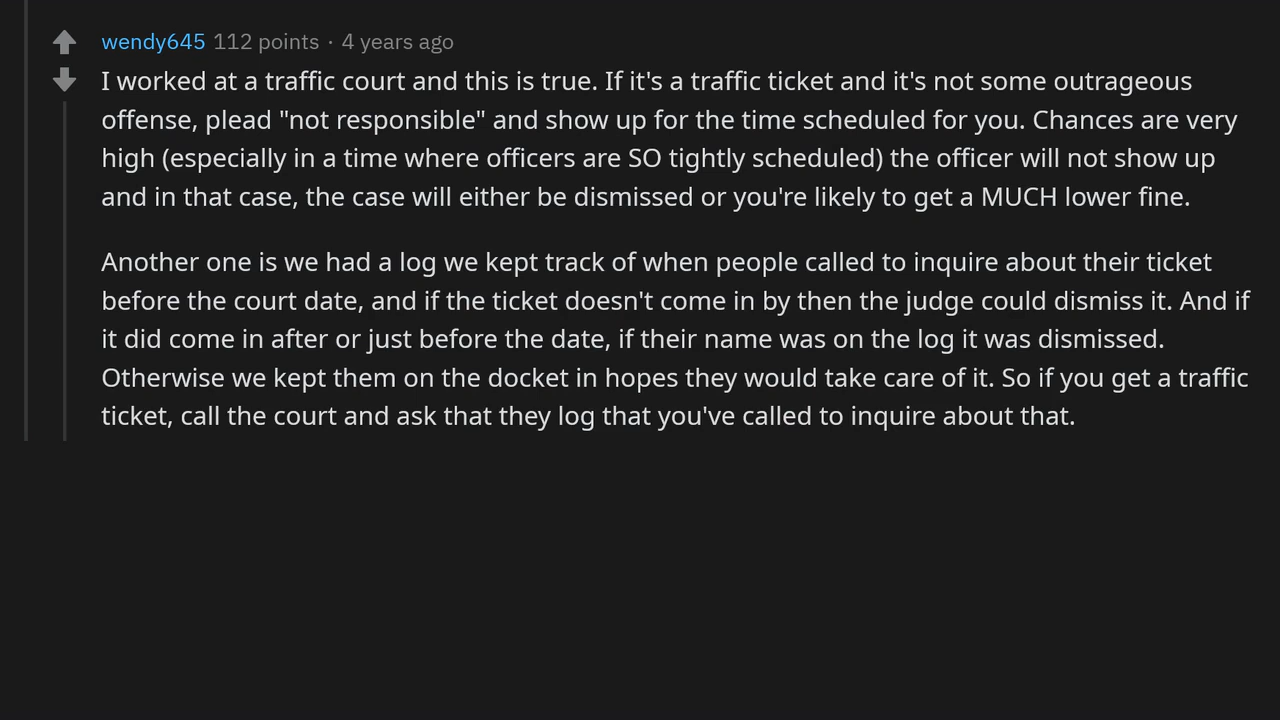 wendy645 112 points · 4 years ago
I worked at a traffic court and this is true. If it's a traffic ticket and it's not some outrageous
offense, plead "not responsible" and show up for the time scheduled for you. Chances are very
high (especially in a time where officers are SO tightly scheduled) the officer will not show up
and in that case, the case will either be dismissed or you're likely to get a MUCH lower fine.
Another one is we had a log we kept track of when people called to inquire about their ticket
before the court date, and if the ticket doesn't come in by then the judge could dismiss it. And if
it did come in after or just before the date, if their name was on the log it was dismissed.
Otherwise we kept them on the docket in hopes they would take care of it. So if you get a traffic
ticket, call the court and ask that they log that you've called to inquire about that.